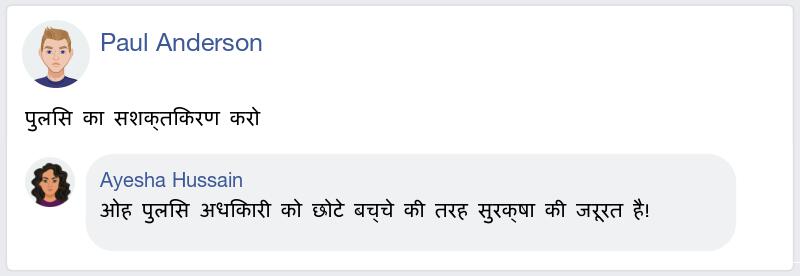 Paul Anderson
पुलसि का सशक्तकिरण करो
Ayesha Hussain
ओह पुलसि अधकिारी को छोटे बच्चे की तरह सुरक्षा की जरूरत है!